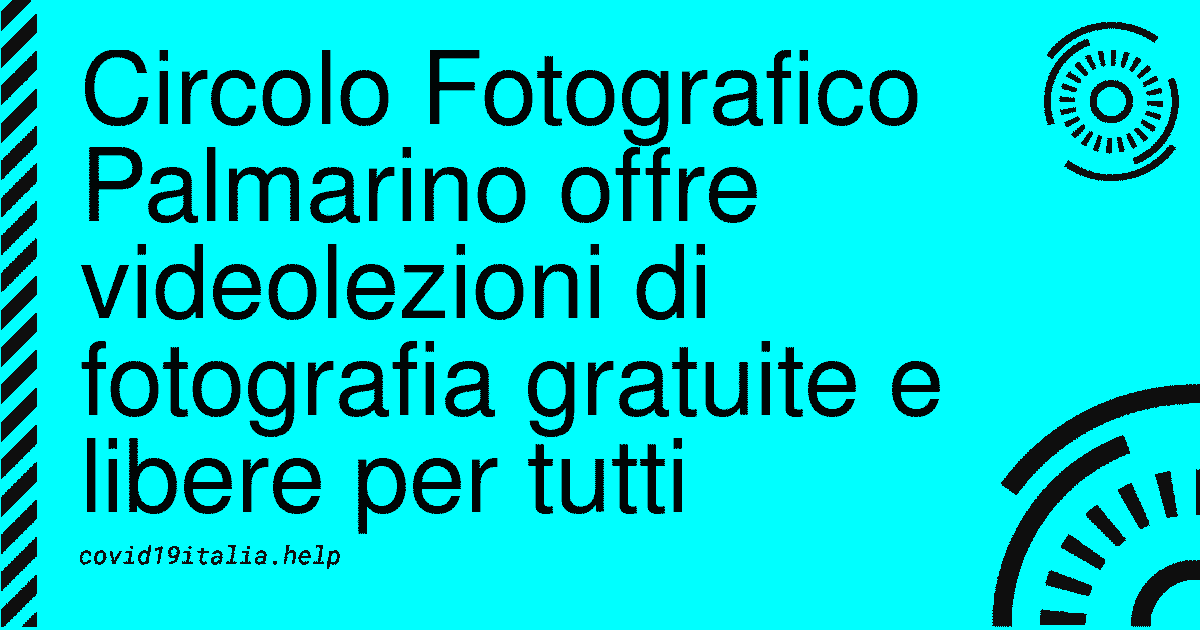 Circolo Fotografico
Palmarino offre
videolezioni di
fotografia gratuite e
libere per tutti
covid19italia.help